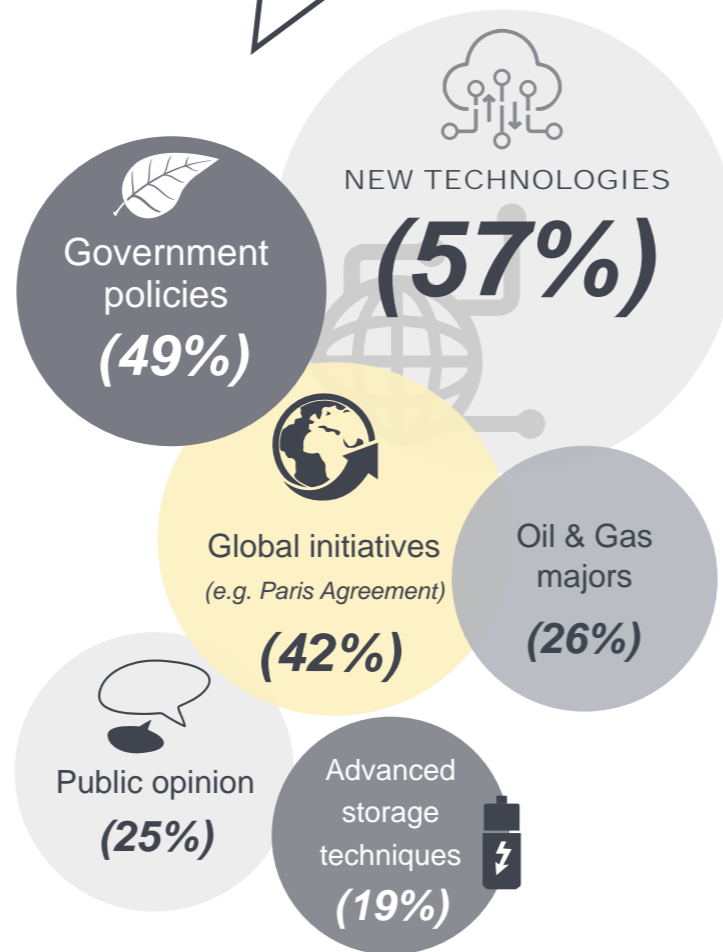 NEW TECHNOLOGIES
(57%)
Government
policies
(49%)
Global initiatives
(e.g. Paris Agreement)
(42%)
Oil & Gas
majors
(26%)
Public opinion
(25%)
Advanced
storage
techniques
(19%)